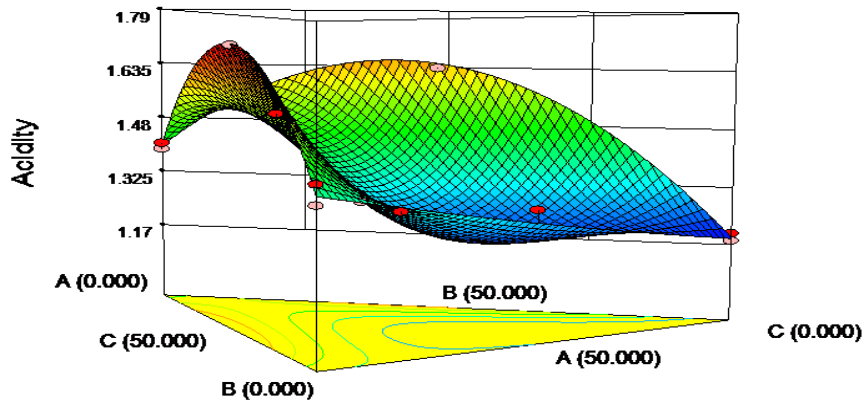 1.79
1.635
1.48
1.325
1.17
Acidity
A (0.000)
B (50.000)
C (50.000)
A (50.000)
C (0.000)
B (0.000)